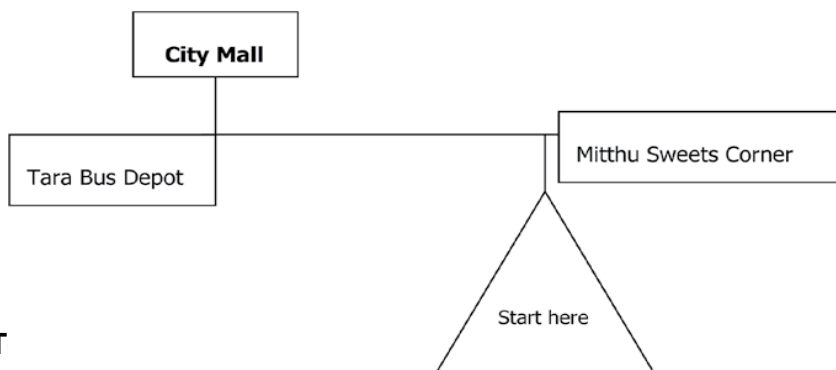 City Mall
Mitthu Sweets Corner
Tara Bus Depot
Start here
T